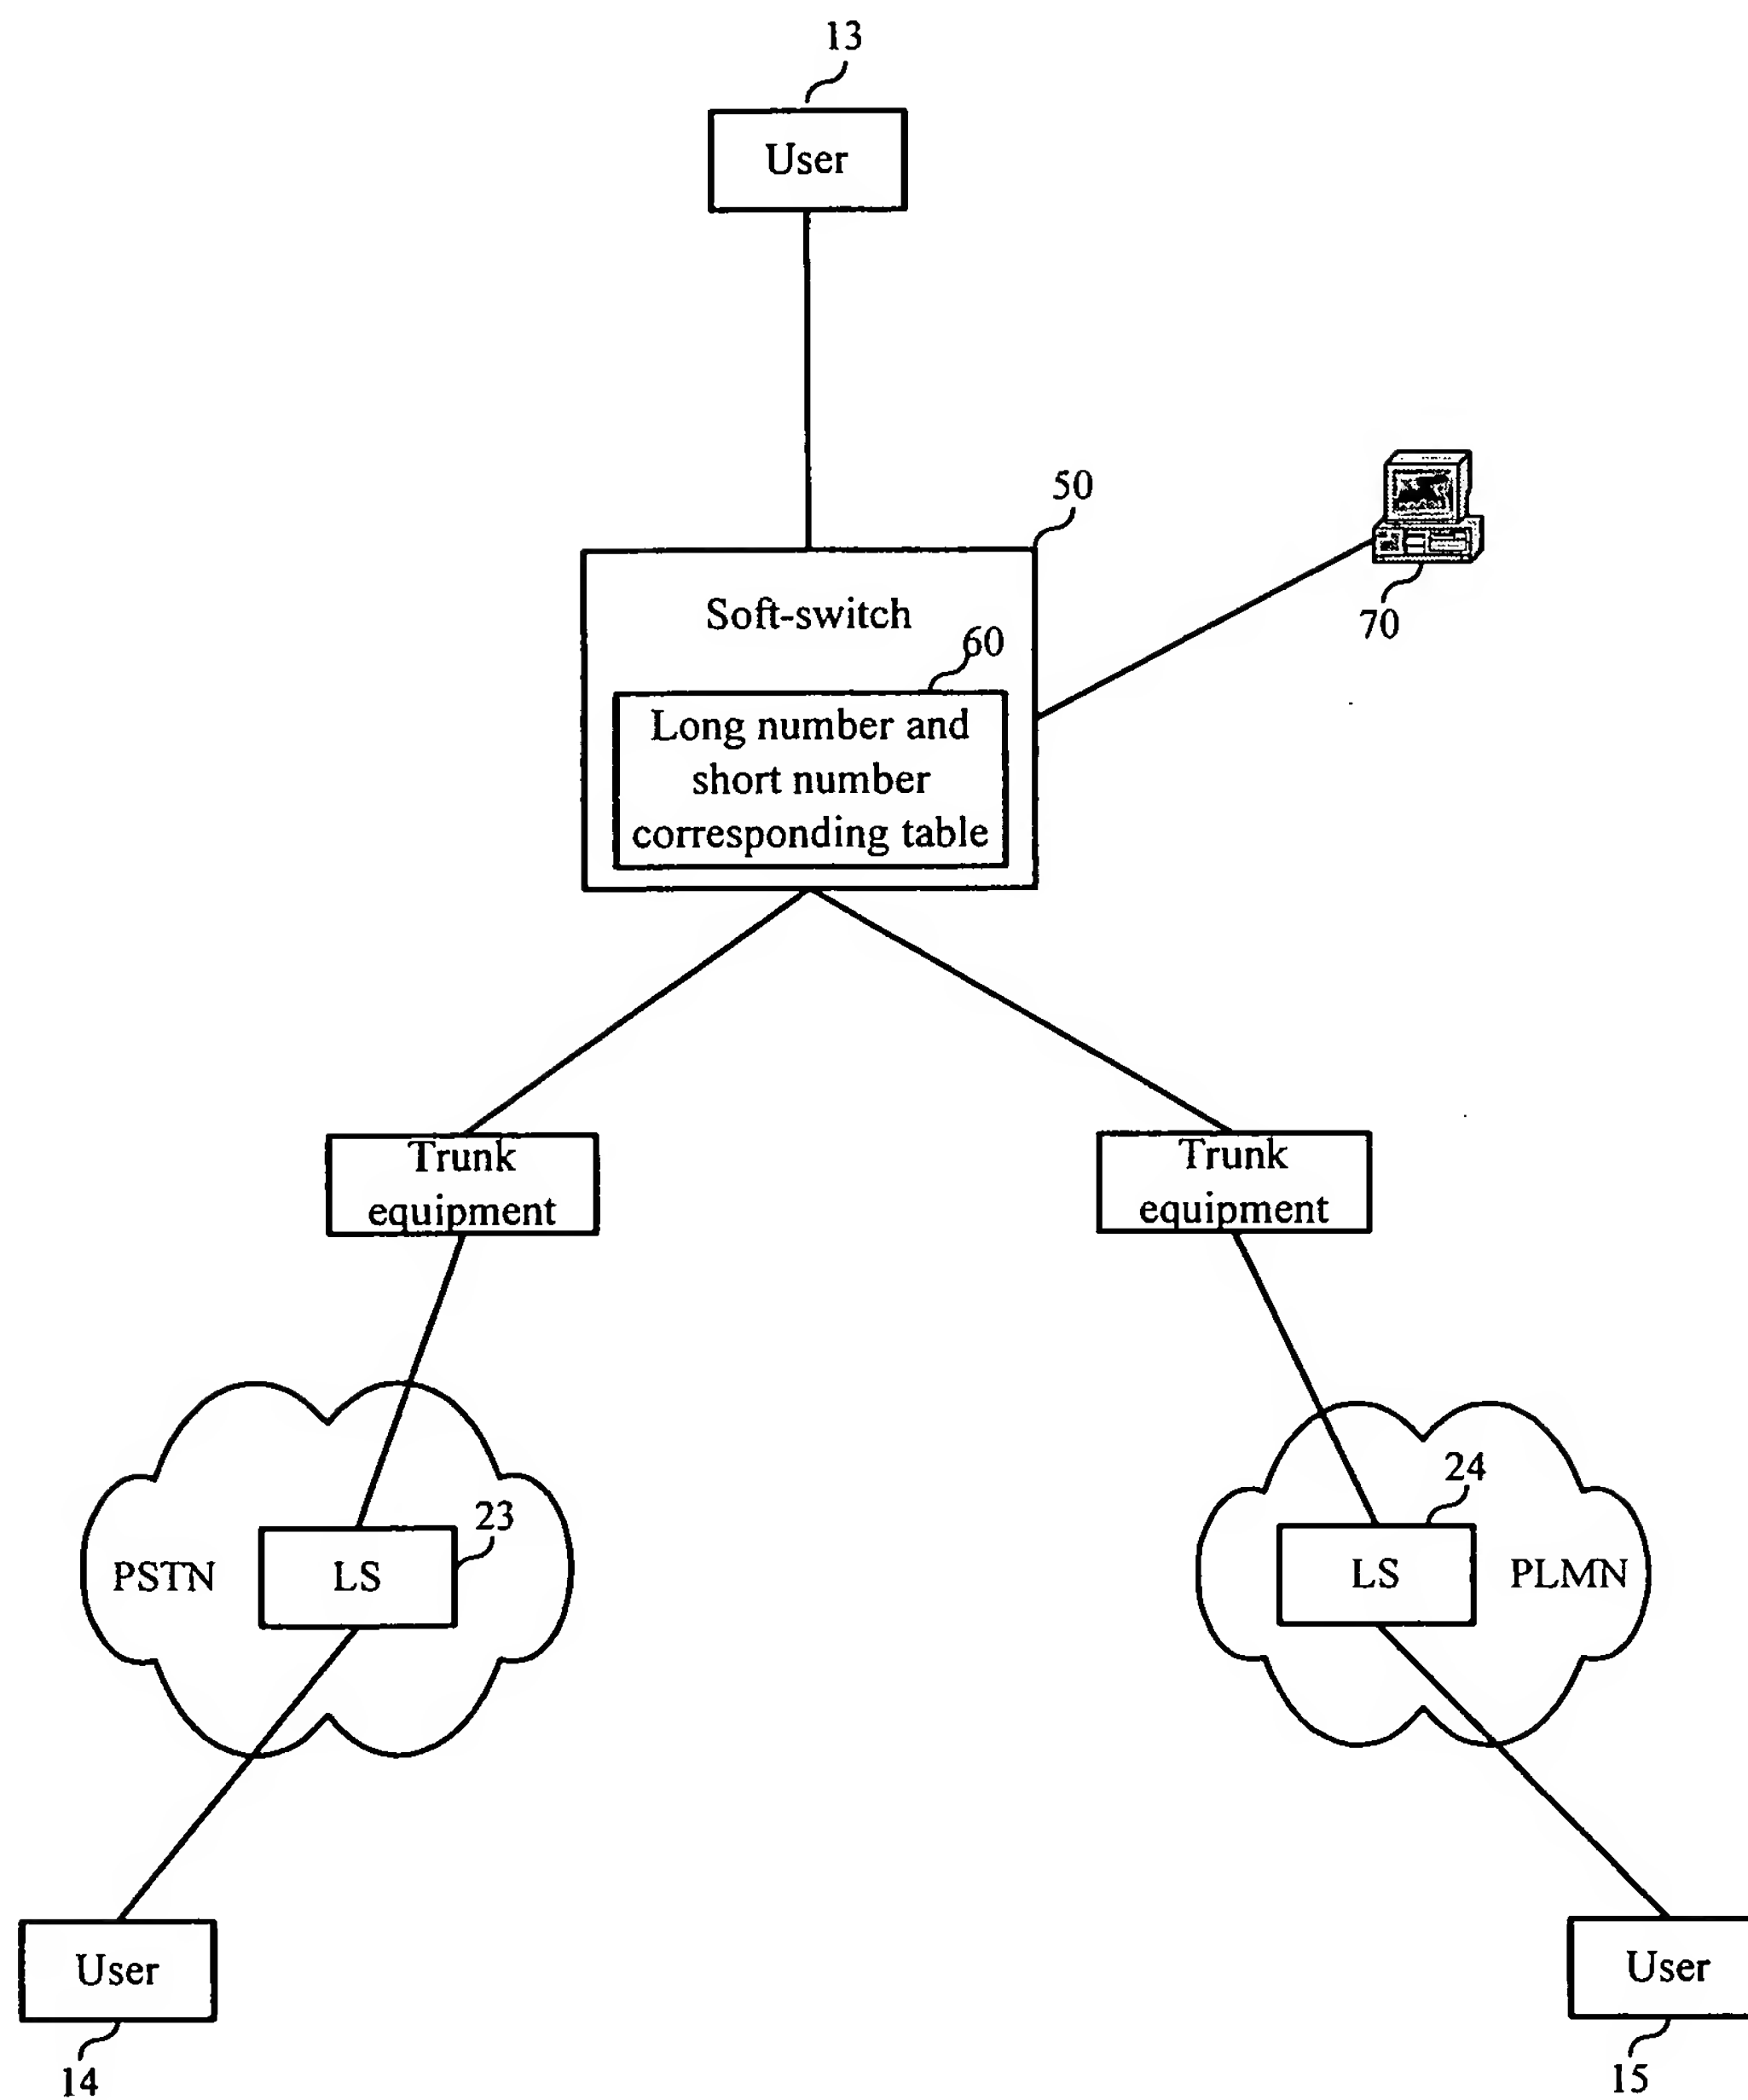 13
User
50
Soft-switch
70
60
Long number and
short number
corresponding table
Trunk
equipment
Trunk
equipment
24
23
PSTN
LS
LS
PLMN
User
User
14
15